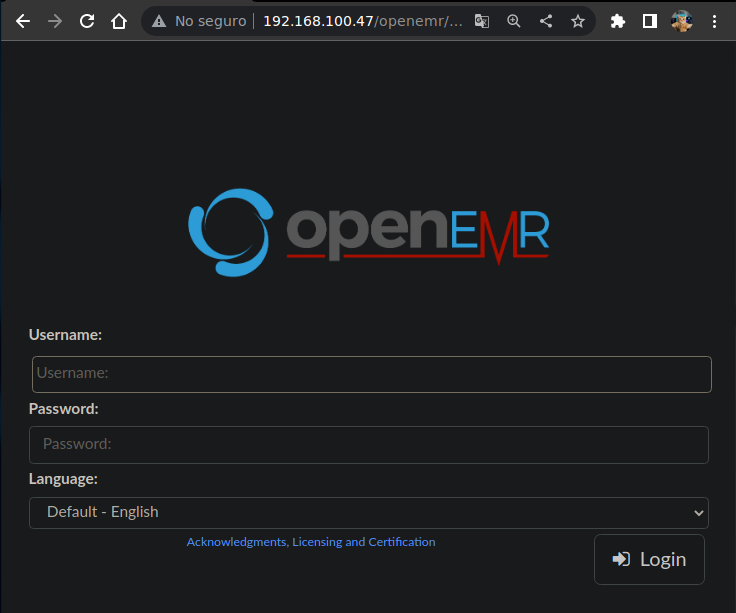 No seguro 192.168.100.47/openemr/...
openEMR
Username:
Username:
Password:
Password:
Language:
Default - English
Acknowledgments, Licensing and Certification
Login